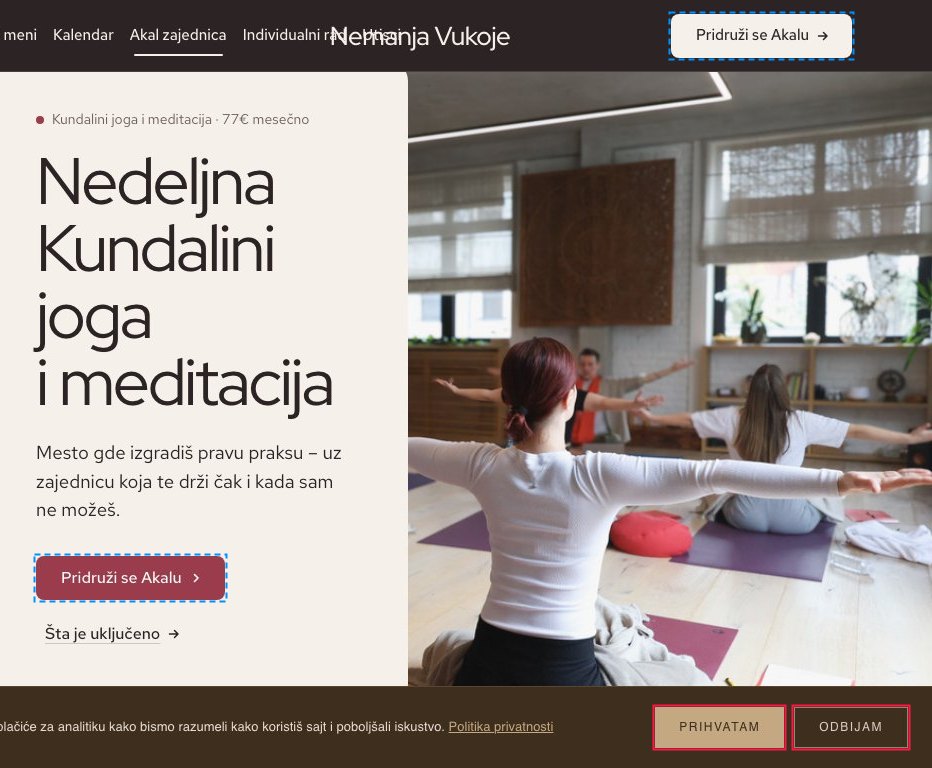 meni Kalendar Akal zajednica Individualni
Nemanja Vukoje
Pridruži se Akalu →
Kundalini joga i meditacija · 77€ mesečno
Nedeljna
Kundalini
joga
i meditacija
Mesto gde izgradiš pravu praksu – uz
zajednicu koja te drži čak i kada sam
ne možeš.
Pridruži se Akalu
Šta je uključeno →
za analitiku kako bismo razumeli kako koristiš sajt i poboljšali iskustvo. Politika privatnosti
PRIHVATAM
ODBIJAM